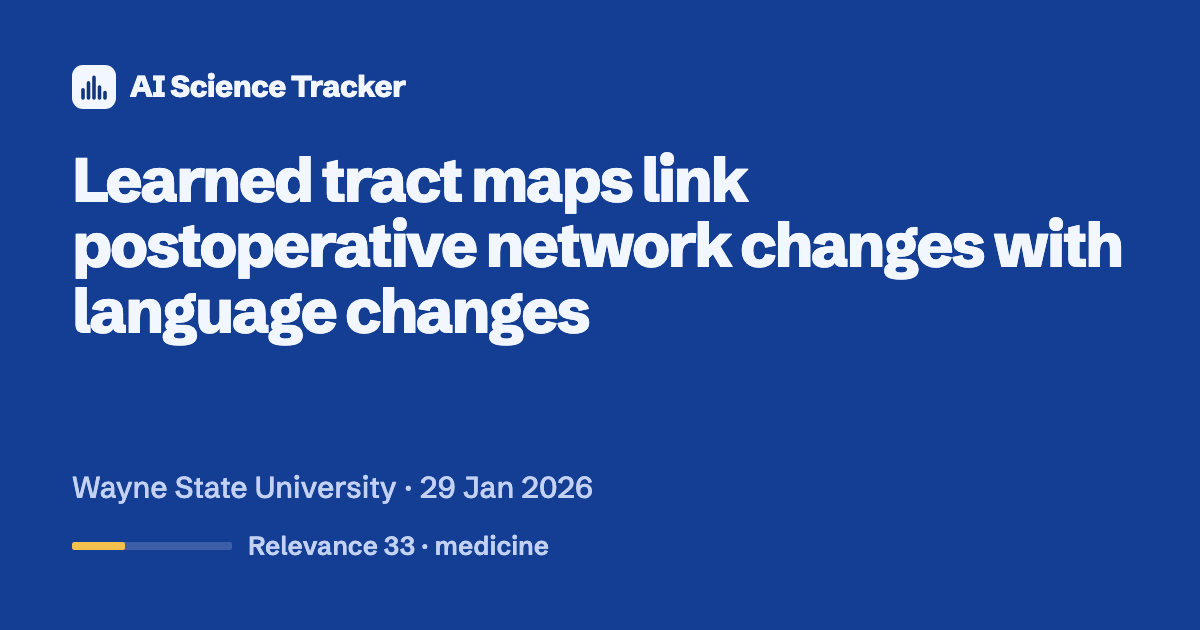 AI Science Tracker
Learned tract maps link
postoperative network changes with
language changes
Wayne State University · 29 Jan 2026
Relevance 33 · medicine